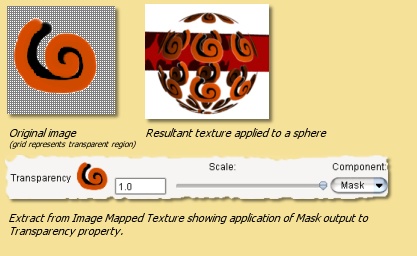 Original image
(grid represents transparent region)
Resultant texture applied to a sphere
Scale:
Component:
Transparency
1.0
Mask
Extract from Image Mapped Texture showing application of Mask output to
Transparency property.